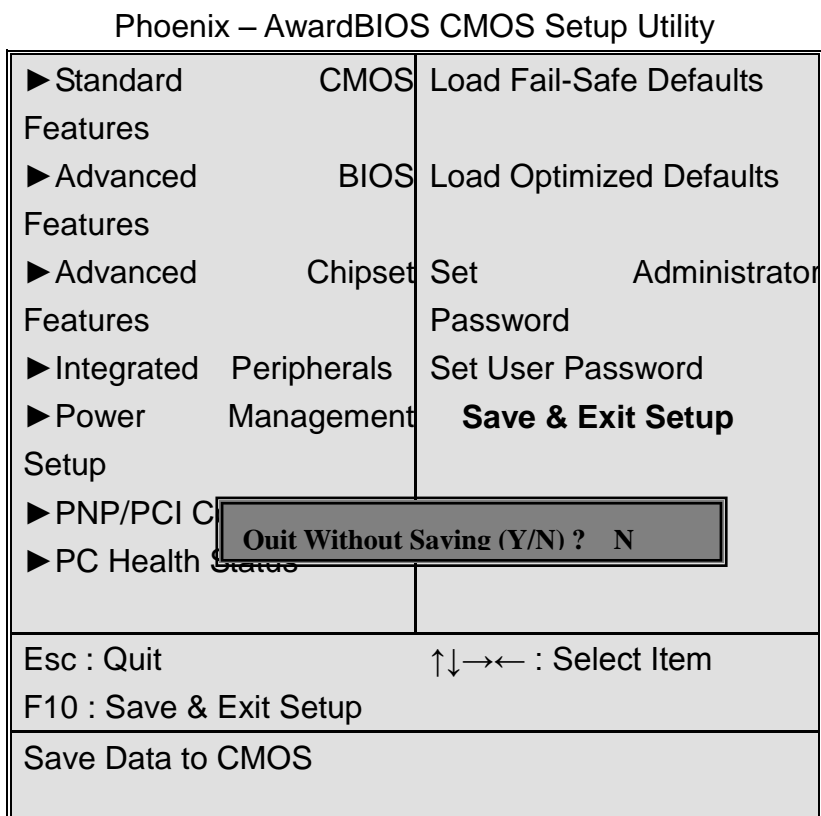 Phoenix – AwardBIOS CMOS Setup Utility
►Standard CMOS
Features
►Advanced BIOS
Features
►Advanced Chipset
Features
►Integrated Peripherals
►Power Management
Setup
►PNP/PCI C
►PC Health Status
Load Fail-Safe Defaults
Load Optimized Defaults
Set Administrator
Password
Set User Password
Save & Exit Setup
Quit Without Saving (Y/N) ? N
Esc : Quit
↑↓→← : Select Item
F10 : Save & Exit Setup
Save Data to CMOS